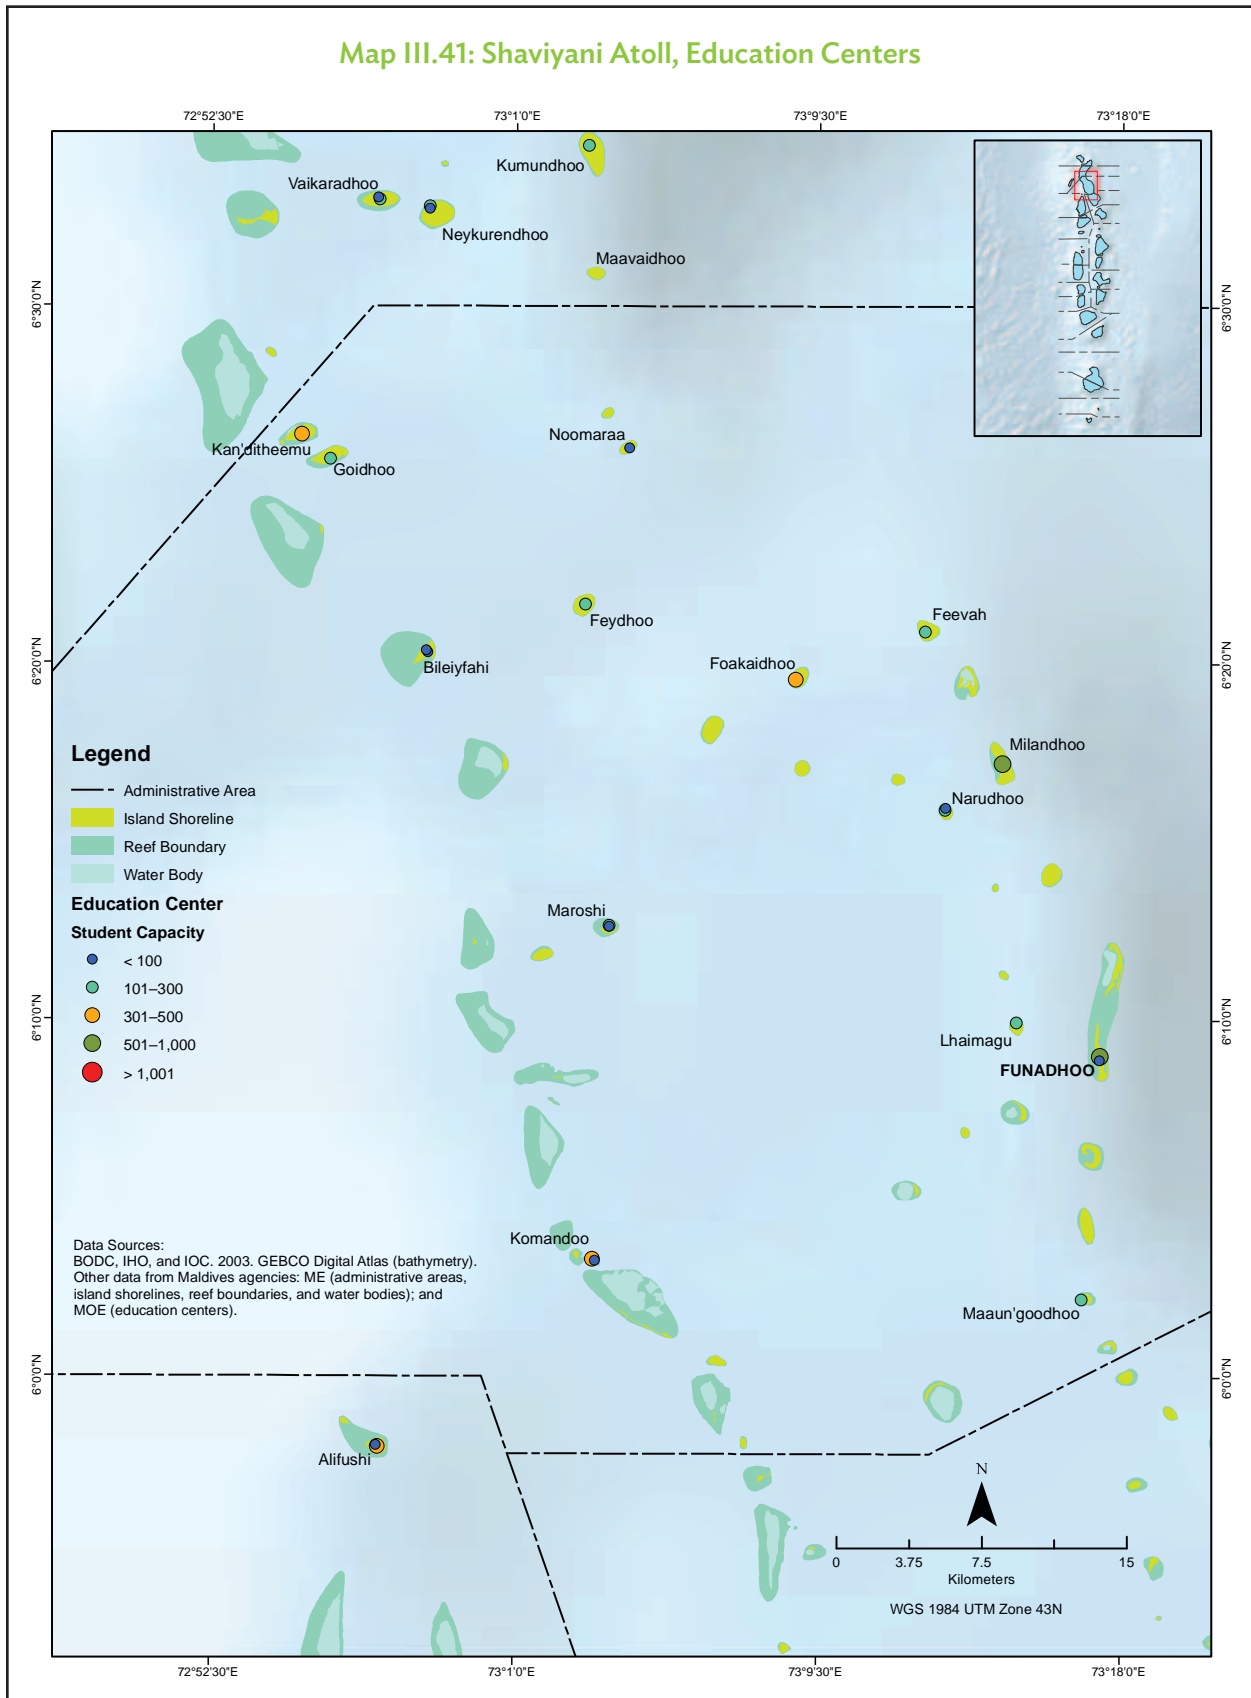 Map III.41: Shaviyani Atoll, Education Centers
72°52'30"E
73°1'0"E
73°9'30"E
73°18'0"E
Kumundhoo
Vaikaradhoo
Neykurendhoo
Maavaidhoo
6°30'0"N
6°30'0"N
Noomaraa
Kan'ditheemu
Goidhoo
Feydhoo
Feevah
6°20'0"N
6°20'0"N
Bileiyfahi
Foakaidhoo
Milandhoo
Narudhoo
Legend
Administrative Area
Island Shoreline
Reef Boundary
Water Body
Education Center
Student Capacity
< 100
101–300
301–500
501–1,000
> 1,001
Maroshi
6°10'0"N
6°10'0"N
Lhaimagu
FUNADHOO
Komandoo
Data Sources:
BODC, IHO, and IOC. 2003. GEBCO Digital Atlas (bathymetry).
Other data from Maldives agencies: ME (administrative areas,
island shorelines, reef boundaries, and water bodies); and
MOE (education centers).
Maaun'goodhoo
6°0'0"N
6°0'0"N
Alifushi
N
0 3.75 7.5 15
Kilometers
WGS 1984 UTM Zone 43N
72°52'30"E
73°1'0"E
73°9'30"E
73°18'0"E